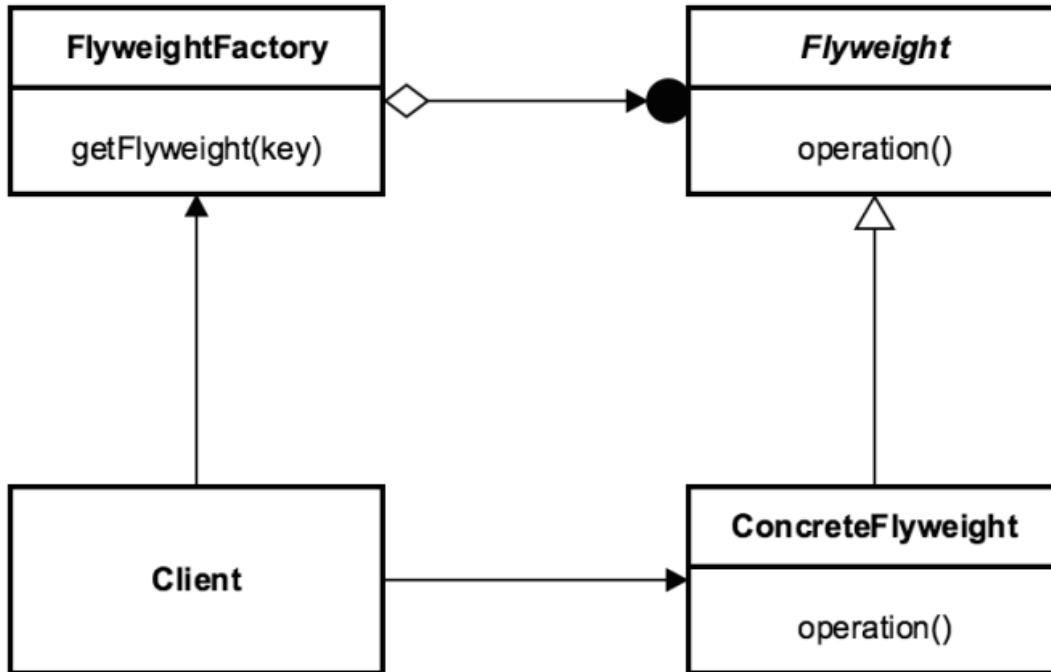 FlyweightFactory
getFlyweight(key)
Flyweight
operation()
Client
ConcreteFlyweight
operation()